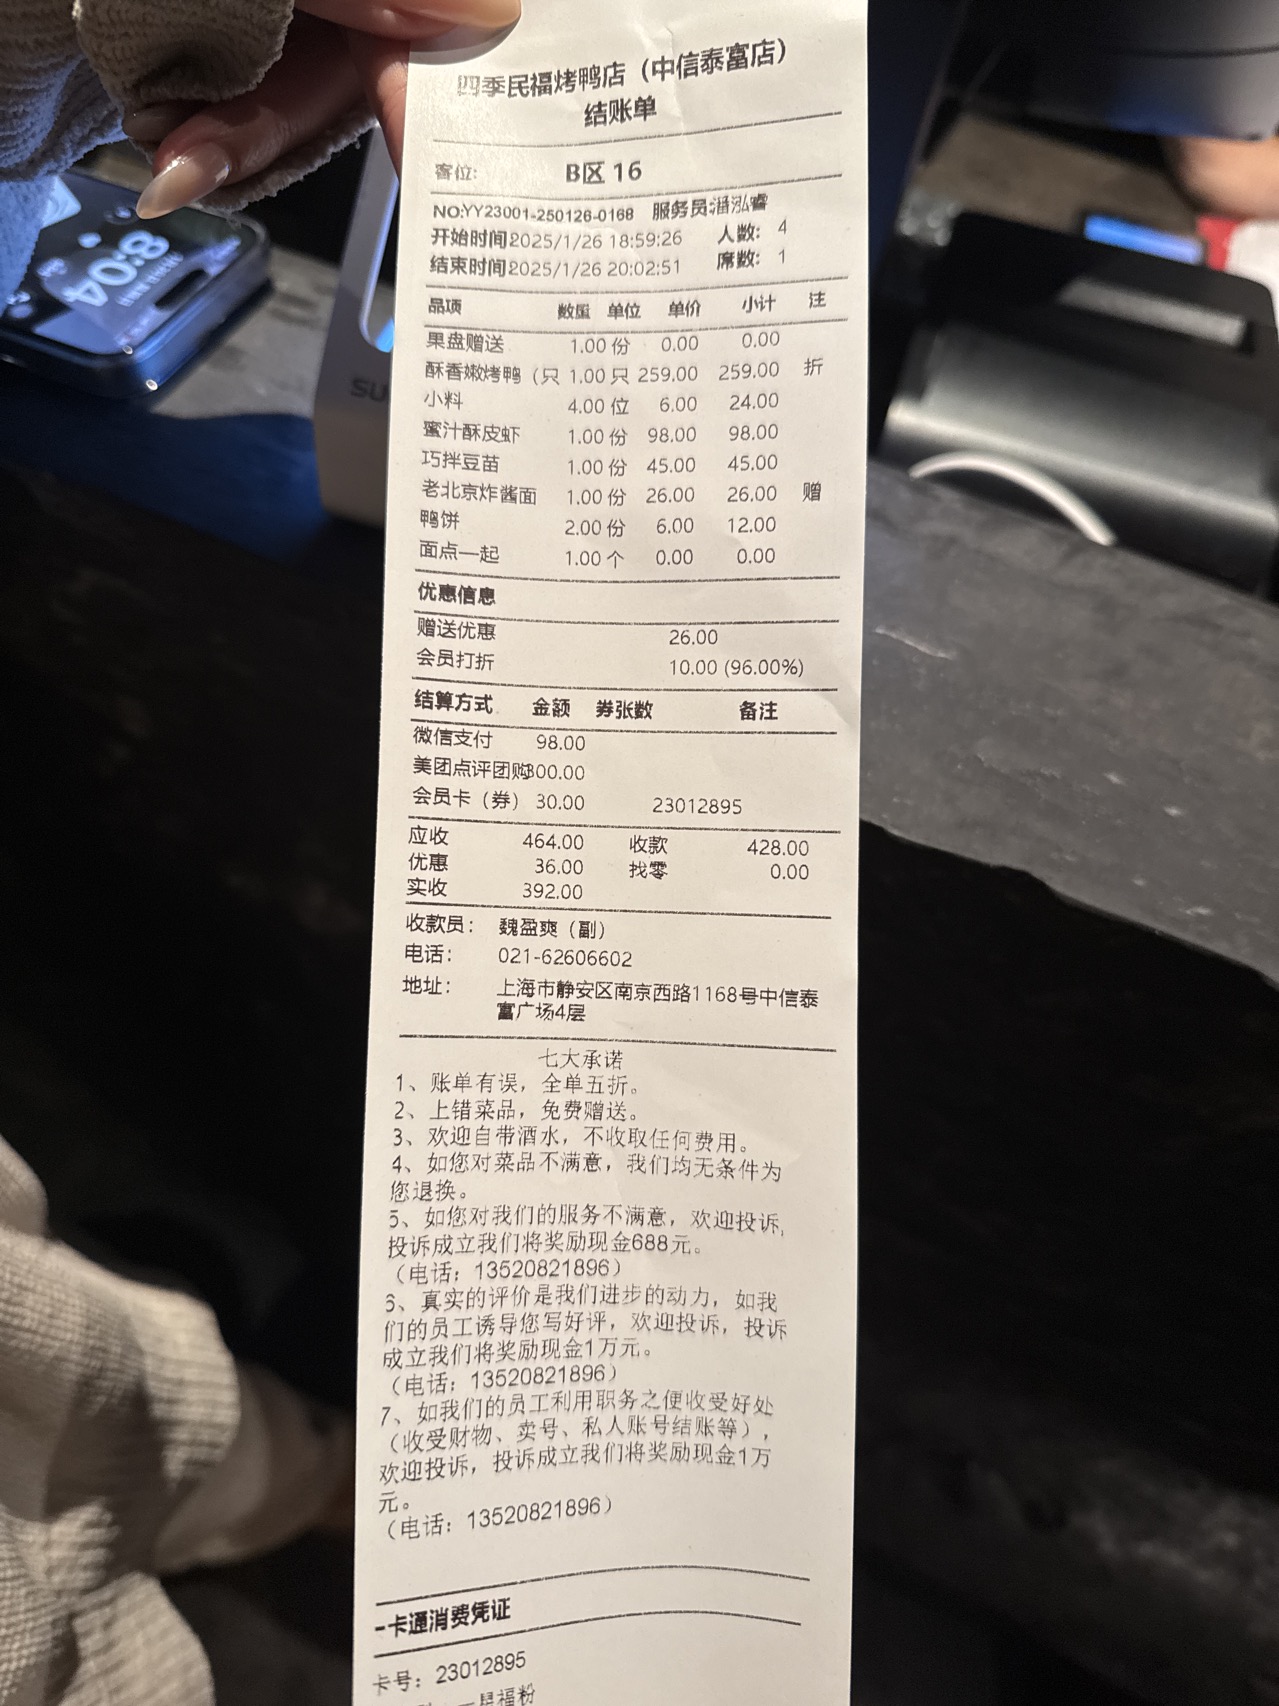 四季民福烤鸭店（中信泰富店）
结账单
客位: B区 16
NO:YY23001-250126-0168 服务员:潘泓睿
开始时间2025/1/26 18:59:26 人数: 4
结束时间2025/1/26 20:02:51 席数: 1
品项 数量 单位 单价 小计 注
果盘赠送 1.00 份 0.00 0.00
酥香嫩烤鸭（只 1.00 只 259.00 259.00 折
小料 4.00 位 6.00 24.00
蜜汁酥皮虾 1.00 份 98.00 98.00
巧拌豆苗 1.00 份 45.00 45.00
老北京炸酱面 1.00 份 26.00 26.00 赠
鸭饼 2.00 份 6.00 12.00
面点一起 1.00 个 0.00 0.00
优惠信息
赠送优惠 26.00
会员打折 10.00 (96.00%)
结算方式 金额 券张数 备注
微信支付 98.00
美团点评团购300.00
会员卡（券） 30.00 23012895
应收 464.00 收款 428.00
优惠 36.00 找零 0.00
实收 392.00
收款员: 魏盈爽（副）
电话: 021-62606602
地址: 上海市静安区南京西路1168号中信泰
富广场4层
七大承诺
1、账单有误，全单五折。
2、上错菜品，免费赠送。
3、欢迎自带酒水，不收取任何费用。
4、如您对菜品不满意，我们均无条件为
您退换。
5、如您对我们的服务不满意，欢迎投诉，
投诉成立我们将奖励现金688元。
（电话：13520821896）
6、真实的评价是我们进步的动力，如我
们的员工诱导您写好评，欢迎投诉，投诉
成立我们将奖励现金1万元。
（电话：13520821896）
7、如我们的员工利用职务之便收受好处
（收受财物、卖号、私人账号结账等），
欢迎投诉，投诉成立我们将奖励现金1万
元。
（电话：13520821896）
一卡通消费凭证
卡号：23012895
一星福粉
8:04
SU